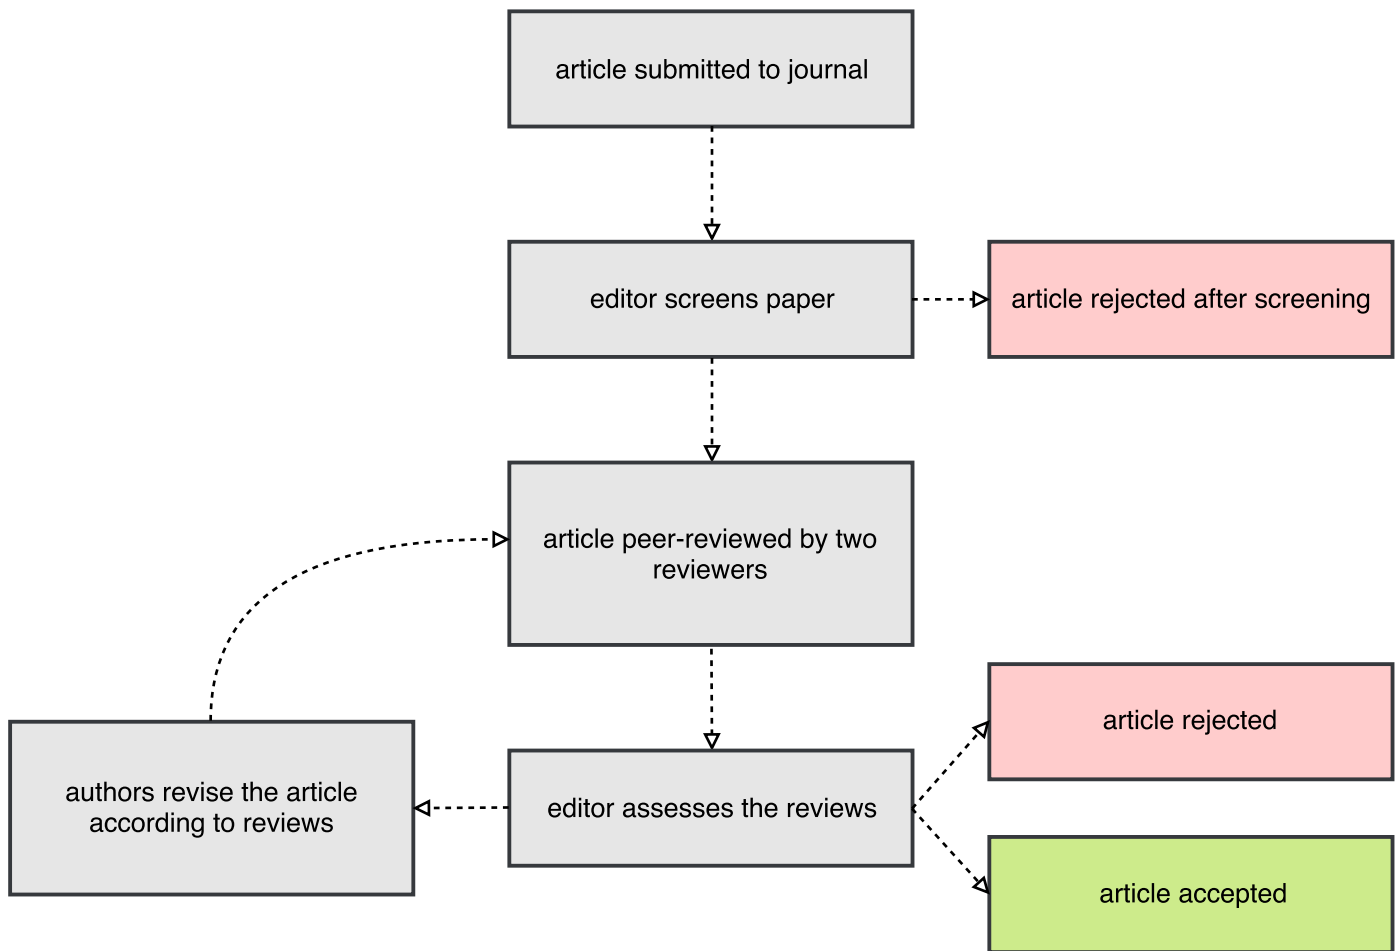 article submitted to journal
editor screens paper
article rejected after screening
article peer-reviewed by two
reviewers
article rejected
authors revise the article
according to reviews
editor assesses the reviews
article accepted